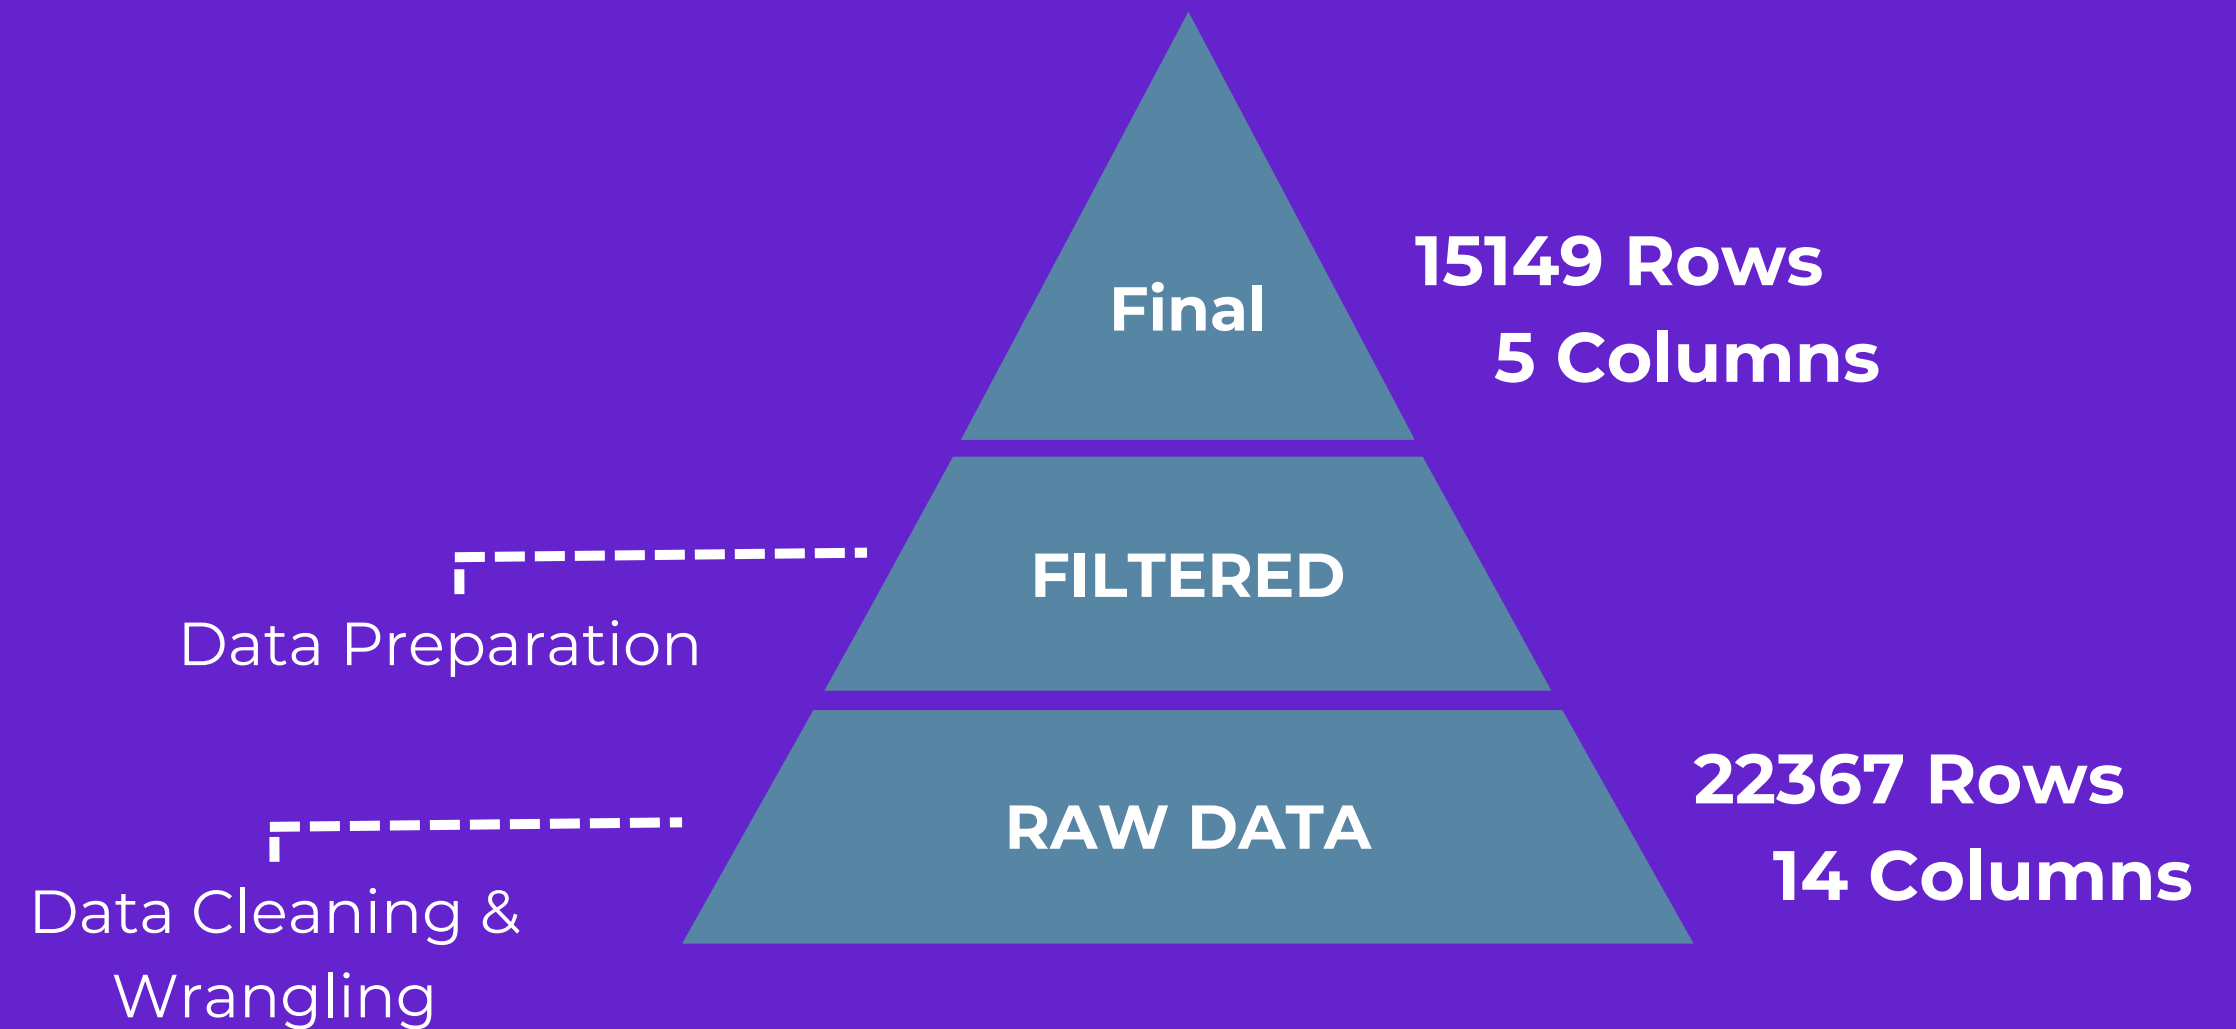 Final
15149 Rows
5 Columns
FILTERED
Data Preparation
RAW DATA
22367 Rows
14 Columns
Data Cleaning &
Wrangling